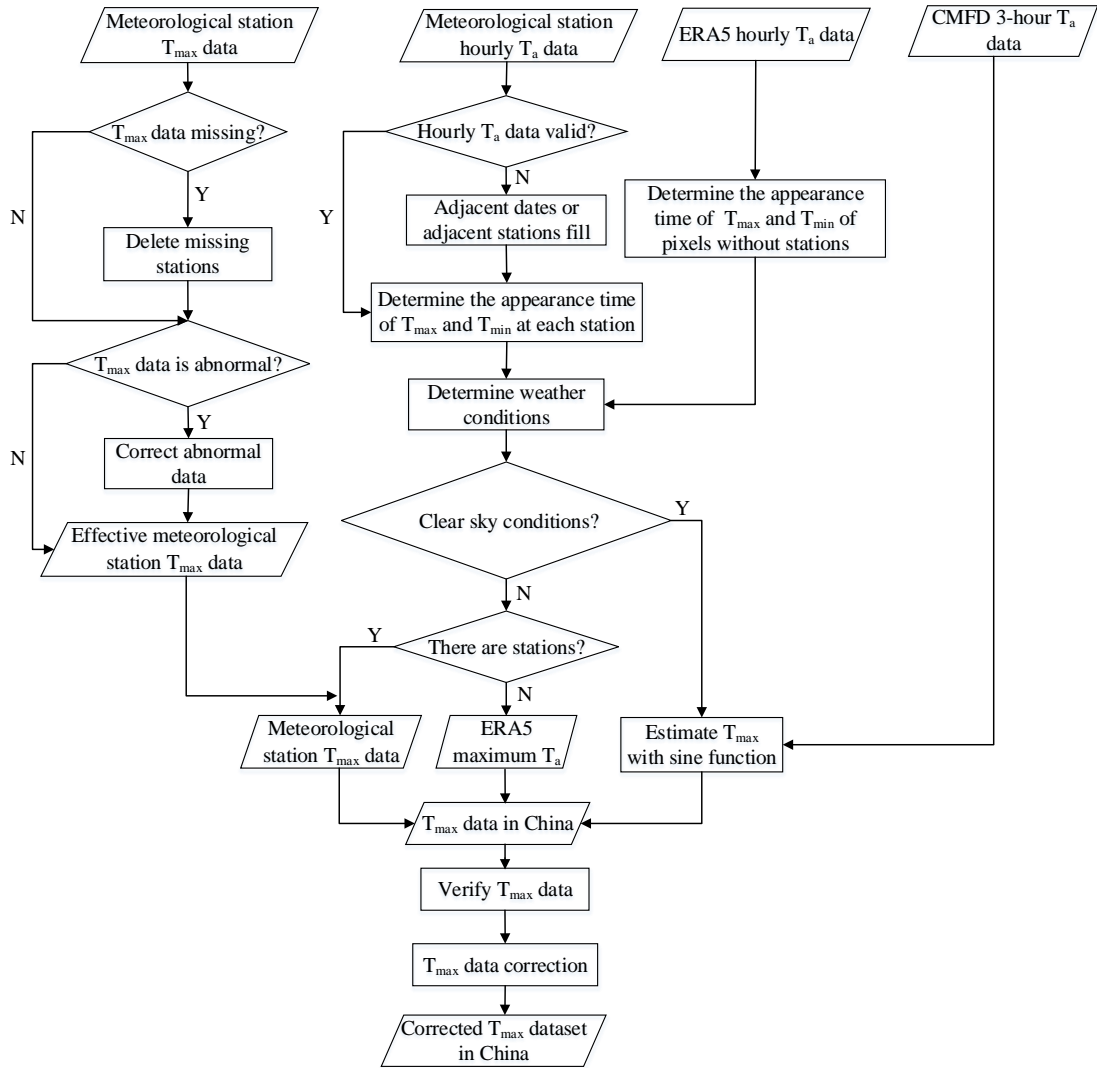 Meteorological station
Tmax data
Meteorological station
hourly Ta data
ERA5 hourly Ta data
CMFD 3-hour Ta
data
Tmax data missing?
Hourly Ta data valid?
Y
N
N
Y
Delete missing
stations
Adjacent dates or
adjacent stations fill
Determine the appearance
time of Tmax and Tmin of
pixels without stations
Determine the appearance time
of Tmax and Tmin at each station
Tmax data is abnormal?
Determine weather
conditions
Y
N
Correct abnormal
data
Clear sky conditions?
Y
Effective meteorological
station Tmax data
N
There are stations?
Y
N
Meteorological
station Tmax data
ERA5
maximum Ta
Estimate Tmax
with sine function
Tmax data in China
Verify Tmax data
Tmax data correction
Corrected Tmax dataset
in China